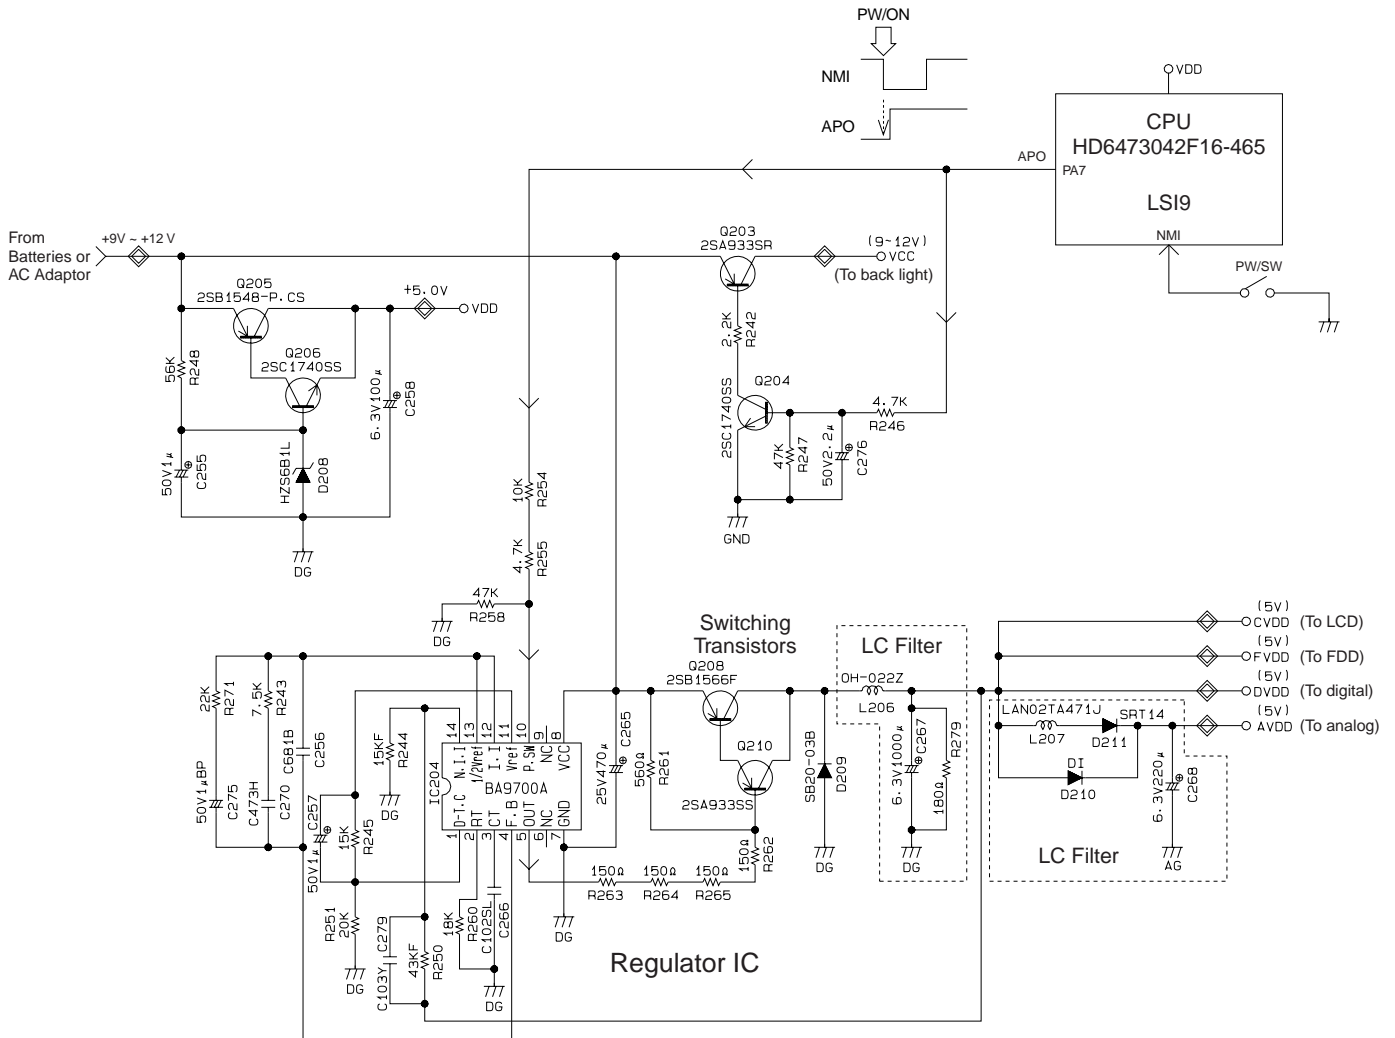 PW/ON
NMI
APO
VDD
CPU
HD6473042F16-465
LSI9
APO
PA7
NMI
PW/SW
From
Batteries or
AC Adaptor
+9V ~ +12 V
Q203
2SA933SR
(9~12V)
VCC
(To back light)
Q205
2SB1548-P.CS
+5.0V
VDD
56K
R248
Q206
2SC1740SS
6.3V100μ
C258
50V1μ
C255
HZS6B1L
D208
DG
2.2K
R242
Q204
2SC1740SS
4.7K
R246
47K
R247
50V2.2μ
C276
GND
10K
R254
4.7K
R255
47K
R258
DG
Switching
Transistors
LC Filter
Q208
2SB1566F
OH-022Z
L206
Q210
2SA933SS
(5V)
CVDD (To LCD)
(5V)
FVDD (To FDD)
(5V)
DVDD (To digital)
(5V)
AVDD (To analog)
LAN02TA471J
L207
SRT14
D211
DI
D210
6.3V220μ
C268
AG
LC Filter
22K
R271
7.5K
R243
C681B
C256
50V1μBP
C275
C473H
C270
50V1μ
C257
15K
R245
15KF
R244
DG
IC204
BA9700A
14 13 12 11 10 9 8
N.I.I
1/2Vref
I.I
Vref
P.SW
NC
VCC
D-T.C
RT
CT
F.B
OUT
NC
GND
1 2 3 4 5 6 7
25V470μ
C265
560Ω
R261
SB20-03B
D209
DG
6.3V1000μ
C267
180Ω
R279
DG
150Ω
R262
150Ω
R263
150Ω
R264
150Ω
R265
R251
20K
DG
C279
C103Y
43KF
R250
18K
R260
C102SL
C266
DG
DG
Regulator IC